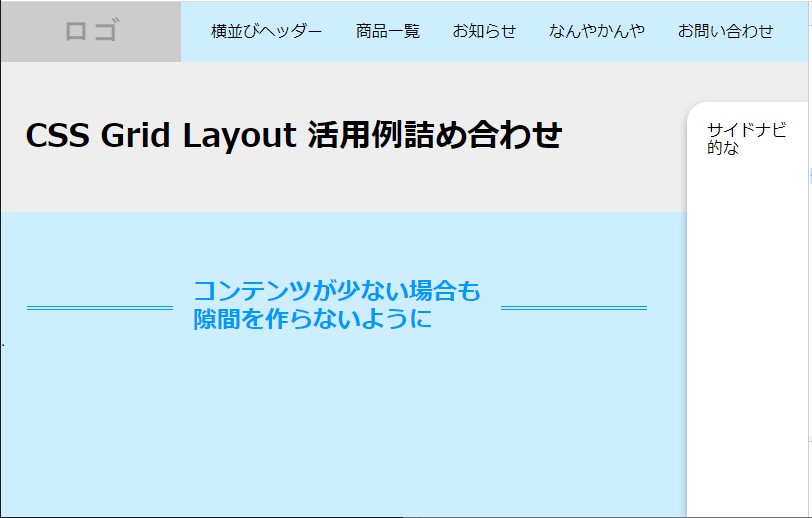 ロゴ
横並びヘッダー
商品一覧
お知らせ
なんやかんや
お問い合わせ
CSS Grid Layout 活用例詰め合わせ
サイドナビ
的な
コンテンツが少ない場合も
隙間を作らないように